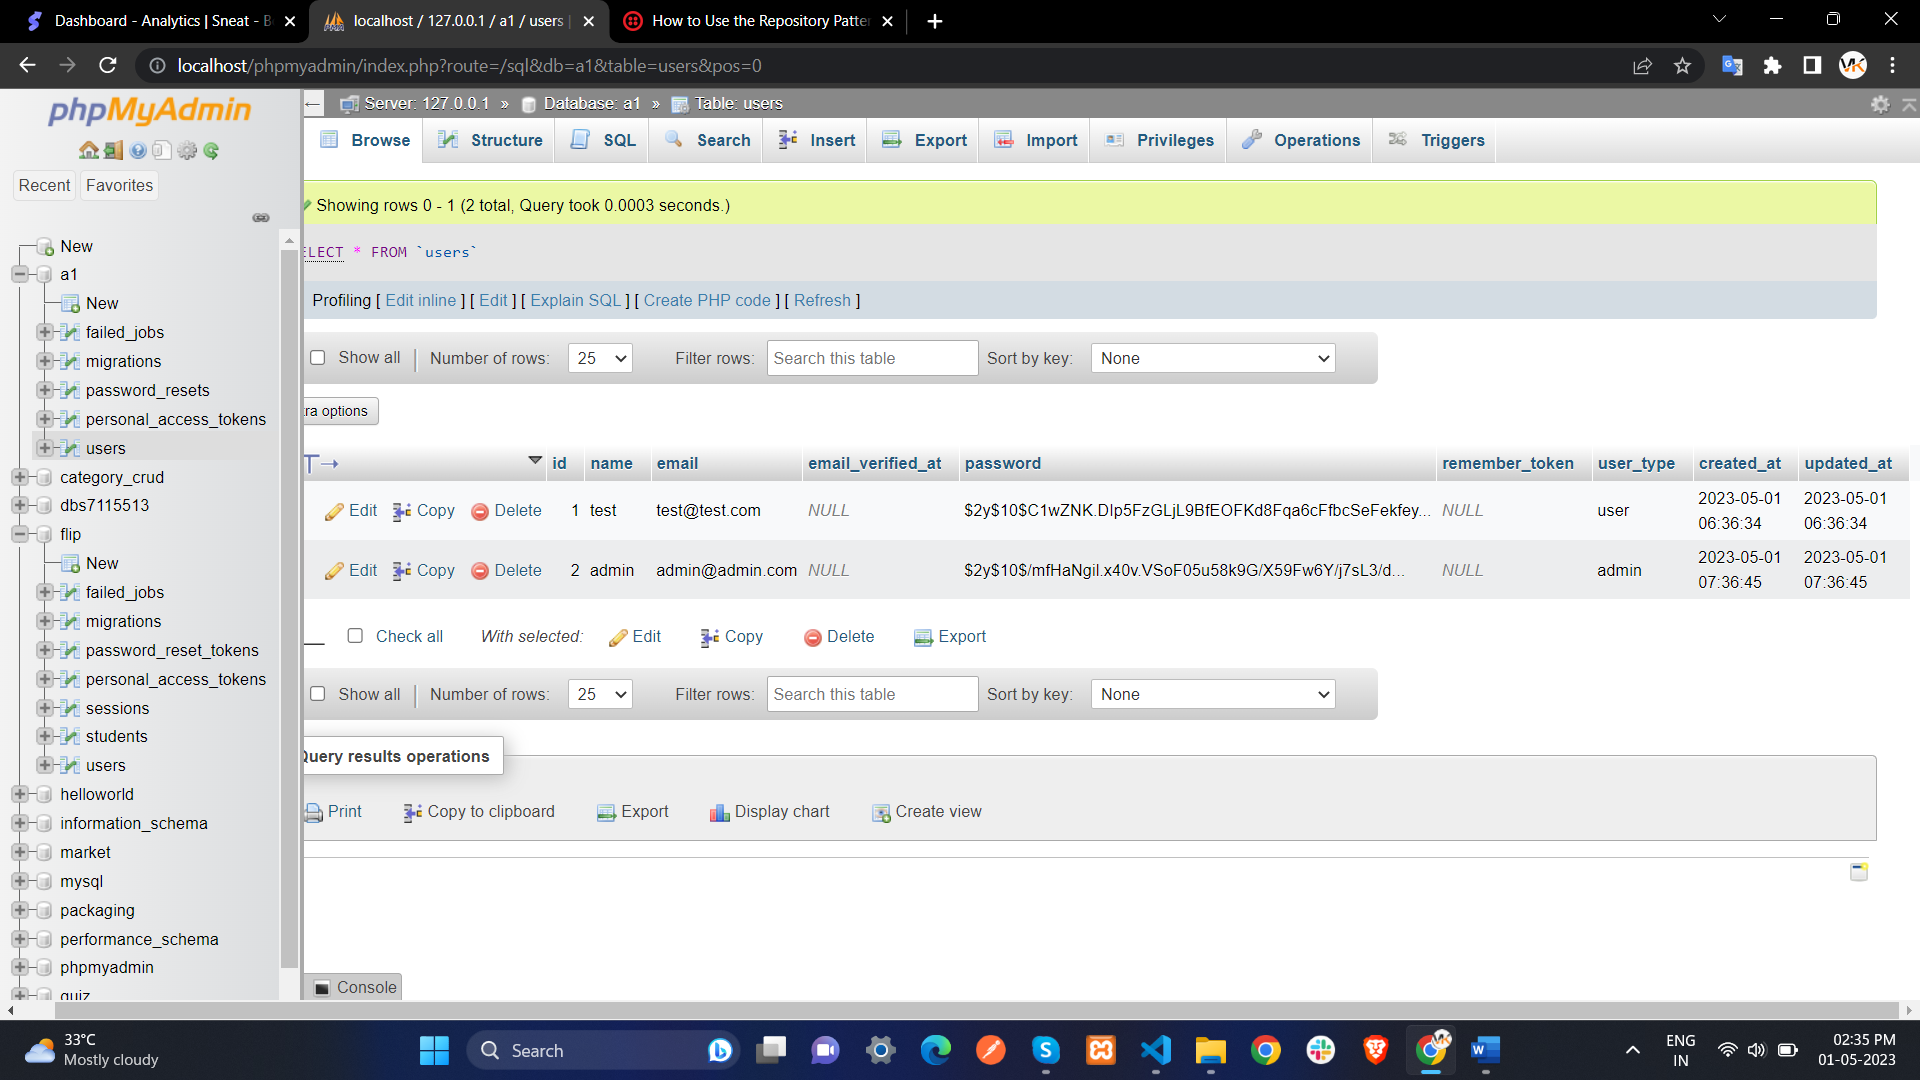 Dashboard - Analytics | Sneat - B
localhost / 127.0.0.1 / a1 / users |
How to Use the Repository Patter
localhost/phpmyadmin/index.php?route=/sql&db=a1&table=users&pos=0
phpMyAdmin
Recent
Favorites
New
a1
New
failed_jobs
migrations
password_resets
personal_access_tokens
users
category_crud
dbs7115513
flip
New
failed_jobs
migrations
password_reset_tokens
personal_access_tokens
sessions
students
users
helloworld
information_schema
market
mysql
packaging
performance_schema
phpmyadmin
quiz
Server: 127.0.0.1 » Database: a1 » Table: users
Browse Structure SQL Search Insert Export Import Privileges Operations Triggers
Showing rows 0 - 1 (2 total, Query took 0.0003 seconds.)
ELECT * FROM `users`
Profiling [ Edit inline ] [ Edit ] [ Explain SQL ] [ Create PHP code ] [ Refresh ]
Show all | Number of rows: 25 Filter rows: Search this table Sort by key: None
ra options
id name email email_verified_at password remember_token user_type created_at updated_at
Edit Copy Delete 1 test test@test.com NULL $2y$10$C1wZNK.DIp5FzGLjL9BfEOFKd8Fqa6cFfbcSeFekfey... NULL user 2023-05-01 06:36:34 2023-05-01 06:36:34
Edit Copy Delete 2 admin admin@admin.com NULL $2y$10$/mfHaNgil.x40v.VSoF05u58k9G/X59Fw6Y/j7sL3/d... NULL admin 2023-05-01 07:36:45 2023-05-01 07:36:45
Check all With selected: Edit Copy Delete Export
Show all | Number of rows: 25 Filter rows: Search this table Sort by key: None
Query results operations
Print Copy to clipboard Export Display chart Create view
Console
33°C
Mostly cloudy
Search
ENG
IN
02:35 PM
01-05-2023